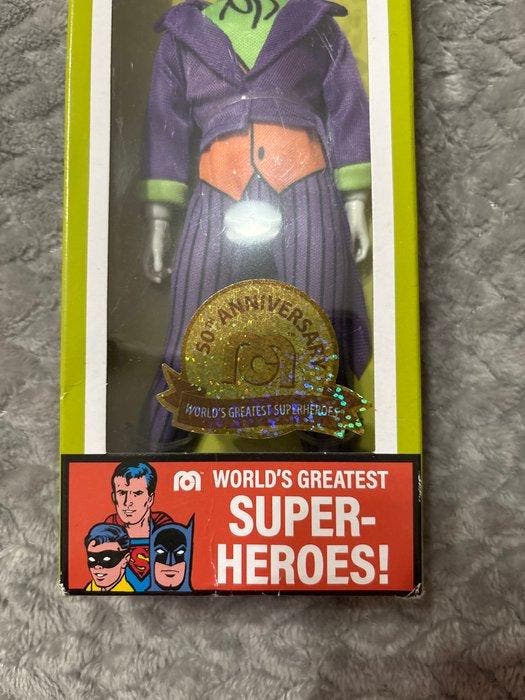 50TH ANNIVERSARY
WORLD'S GREATEST SUPERHEROES
WORLD'S GREATEST
SUPER-
HEROES!